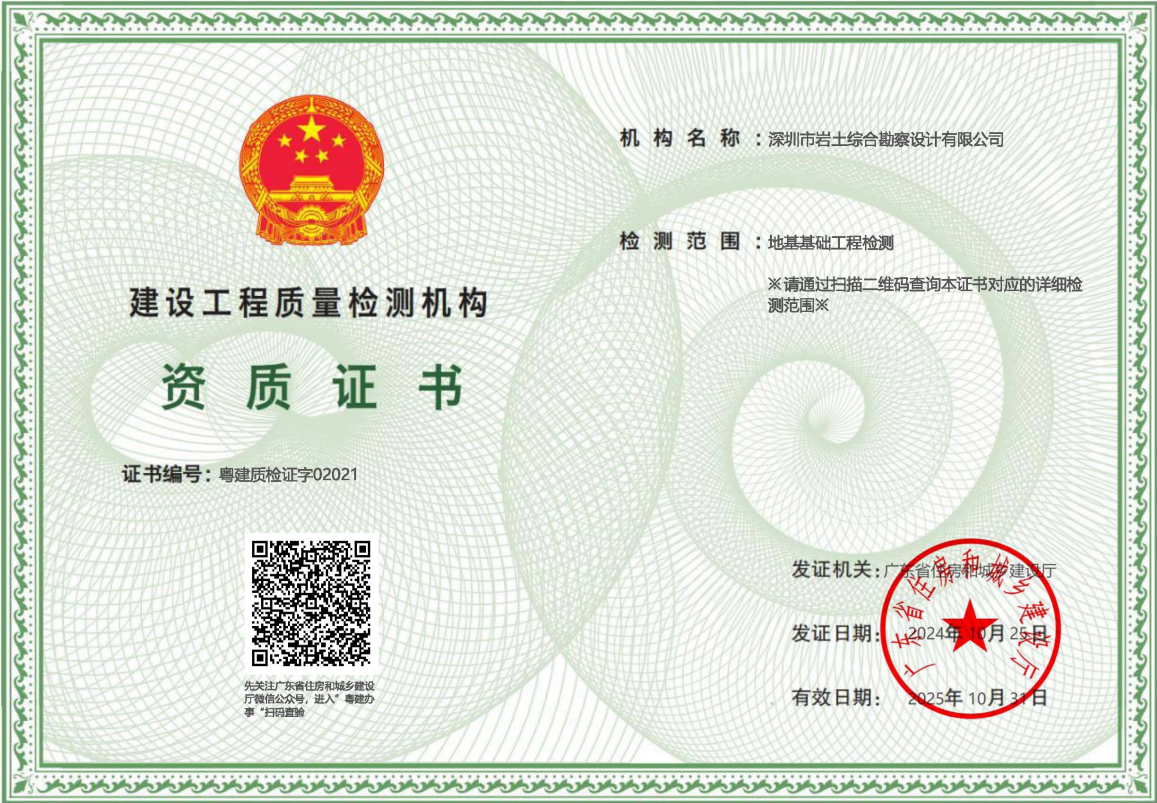 建设工程质量检测机构
资质证书
证书编号：粤建质检证字02021
先关注广东省住房和城乡建设
厅微信公众号，进入”粤建办
事“扫码查验
机构名称：深圳市岩土综合勘察设计有限公司
检测范围：地基基础工程检测
※请通过扫描二维码查询本证书对应的详细检
测范围※
发证机关：广东省住房和城乡建设厅
发证日期：2024年10月25日
有效日期：2025年10月31日
广东省住房和城乡建设厅